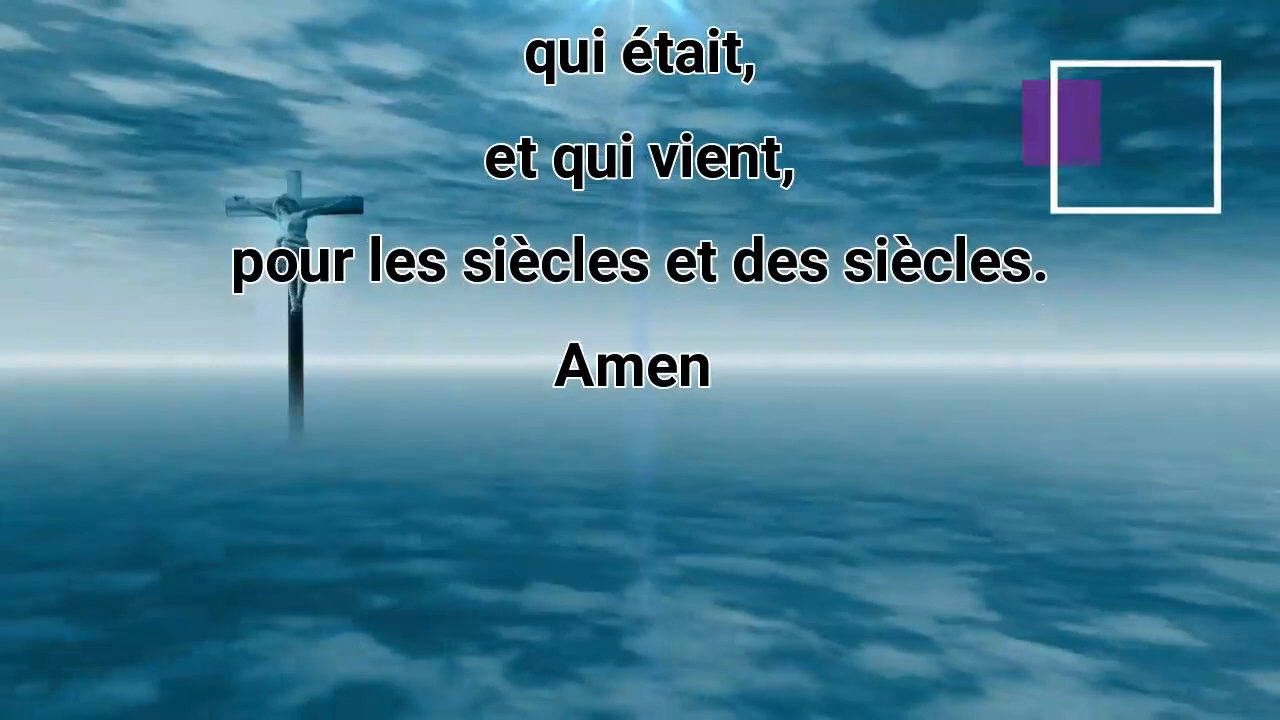 qui était,
et qui vient,
pour les siècles et des siècles.
Amen